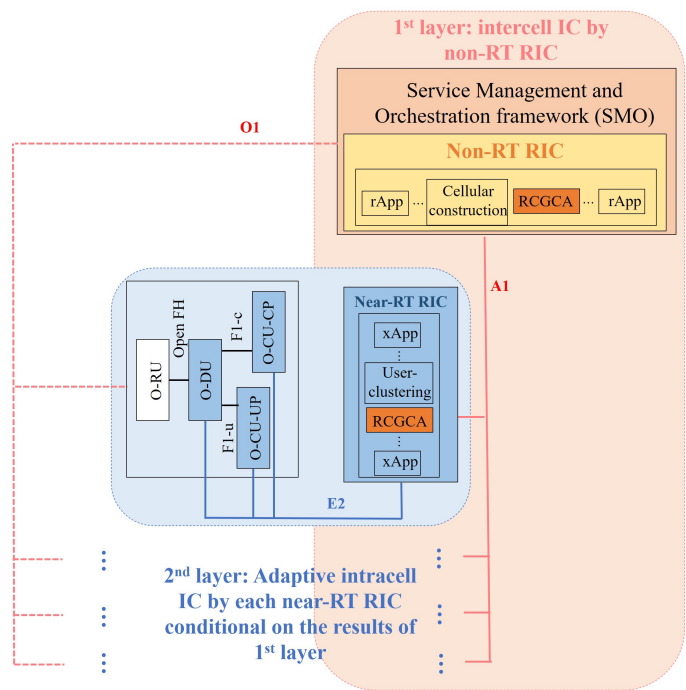 1st layer: intercell IC by
non-RT RIC
Service Management and
Orchestration framework (SMO)
O1
Non-RT RIC
rApp
...
Cellular
construction
RCGCA
...
rApp
A1
Near-RT RIC
xApp
...
User-
clustering
RCGCA
...
xApp
O-RU
Open FH
O-DU
F1-c
O-CU-CP
F1-u
O-CU-UP
E2
2nd layer: Adaptive intracell
IC by each near-RT RIC
conditional on the results of
1st layer